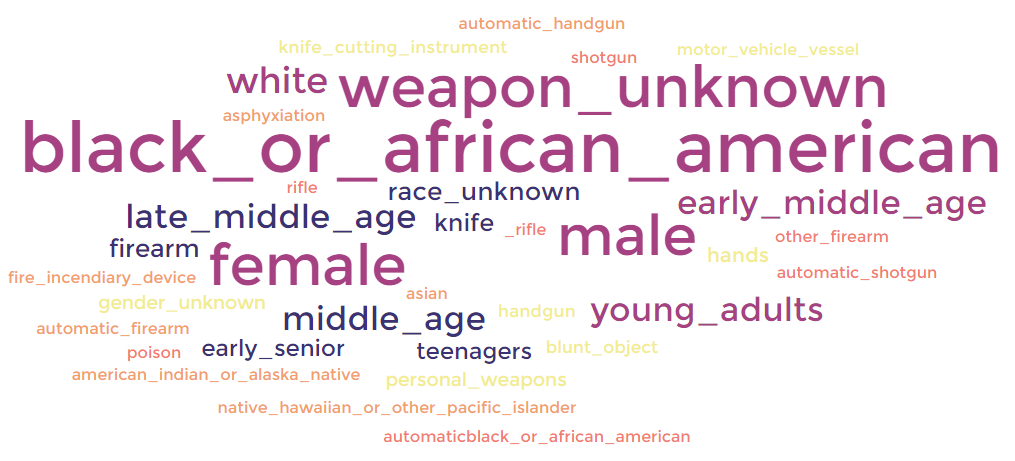 automatic_handgun
knife_cutting_instrument
shotgun
motor_vehicle_vessel
white
weapon_unknown
asphyxiation
black_or_african_american
rifle
race_unknown
early_middle_age
late_middle_age
knife
_rifle
male
other_firearm
firearm
female
hands
fire_incendiary_device
automatic_shotgun
asian
gender_unknown
handgun
young_adults
automatic_firearm
middle_age
poison
early_senior
teenagers
blunt_object
american_indian_or_alaska_native
personal_weapons
native_hawaiian_or_other_pacific_islander
automaticblack_or_african_american